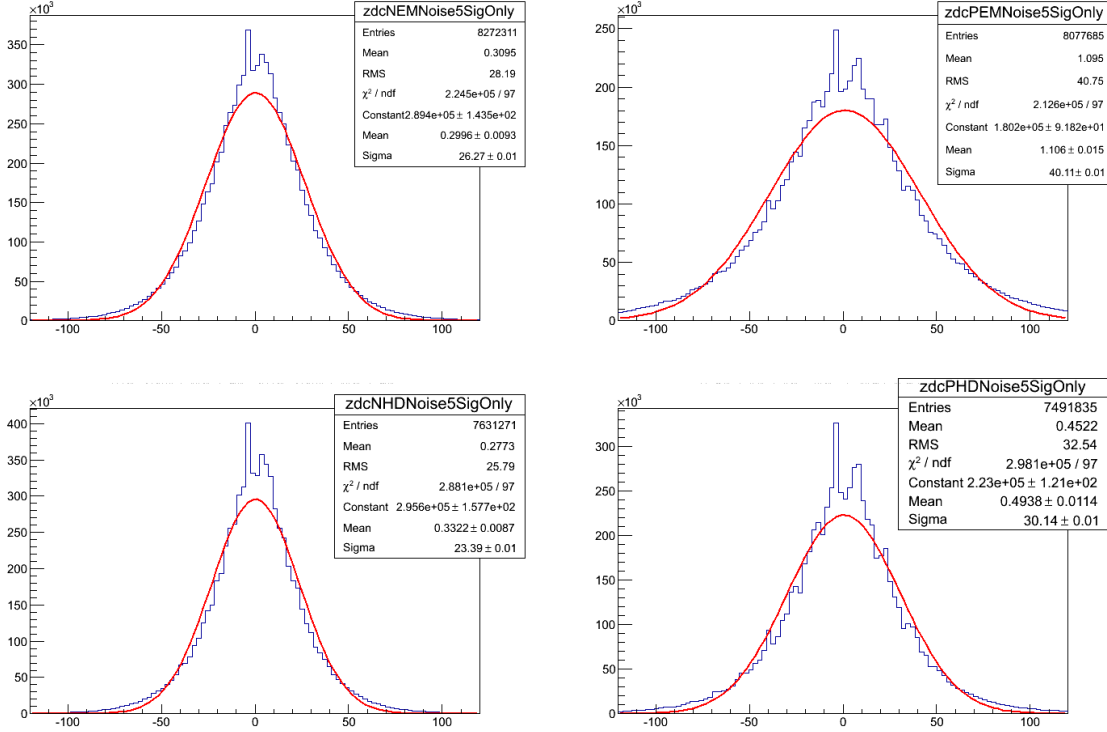 zdcNEMNoise5SigOnly
Entries 8272311
Mean 0.3095
RMS 28.19
χ² / ndf 2.245e+05 / 97
Constant 2.894e+05 ± 1.435e+02
Mean 0.2996 ± 0.0093
Sigma 26.27 ± 0.01
×10³
350
300
250
200
150
100
50
0
-100 -50 0 50 100
zdcPEMNoise5SigOnly
Entries 8077685
Mean 1.095
RMS 40.75
χ² / ndf 2.126e+05 / 97
Constant 1.802e+05 ± 9.182e+01
Mean 1.106 ± 0.015
Sigma 40.11 ± 0.01
×10³
250
200
150
100
50
0
-100 -50 0 50 100
zdcNHDNoise5SigOnly
Entries 7631271
Mean 0.2773
RMS 25.79
χ² / ndf 2.881e+05 / 97
Constant 2.956e+05 ± 1.577e+02
Mean 0.3322 ± 0.0087
Sigma 23.39 ± 0.01
×10³
400
350
300
250
200
150
100
50
0
-100 -50 0 50 100
zdcPHDNoise5SigOnly
Entries 7491835
Mean 0.4522
RMS 32.54
χ² / ndf 2.981e+05 / 97
Constant 2.23e+05 ± 1.21e+02
Mean 0.4938 ± 0.0114
Sigma 30.14 ± 0.01
×10³
300
250
200
150
100
50
0
-100 -50 0 50 100